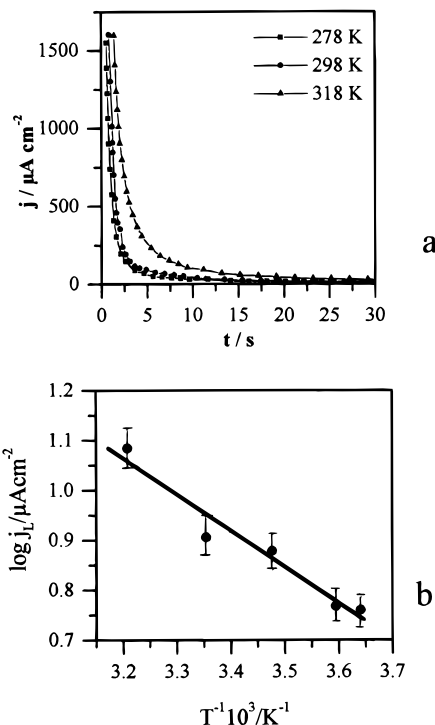 278 K
298 K
318 K
1500
1000
500
0
j / μA cm⁻²
0 5 10 15 20 25 30
t / s
a
1.2
1.1
1.0
0.9
0.8
0.7
log j_L/μAcm⁻²
3.2 3.3 3.4 3.5 3.6 3.7
T⁻¹10³/K⁻¹
b